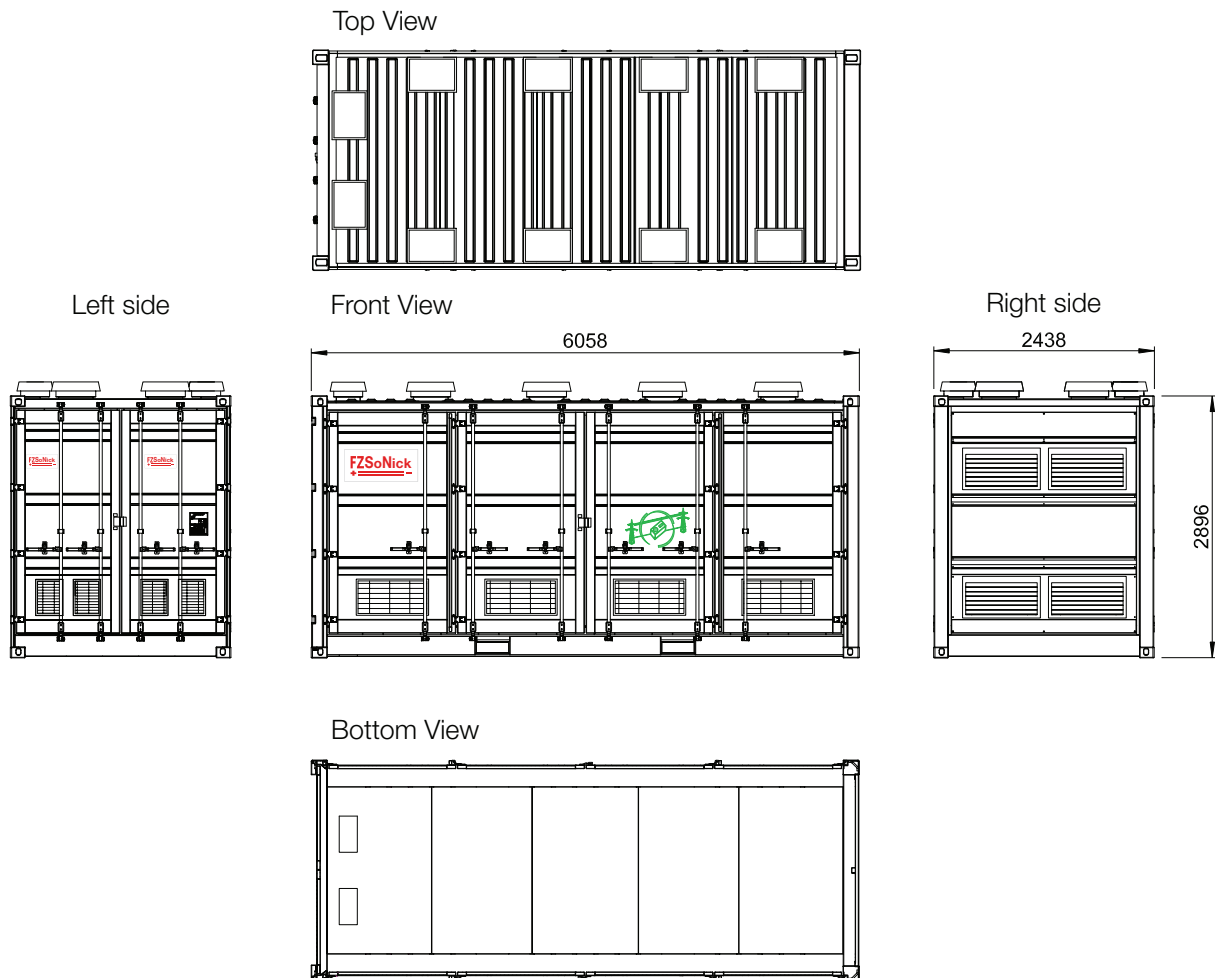 Top View
Left side
Front View
Right side
6058
2438
FZSoNick
FZSoNick
FZSoNick
2896
Bottom View